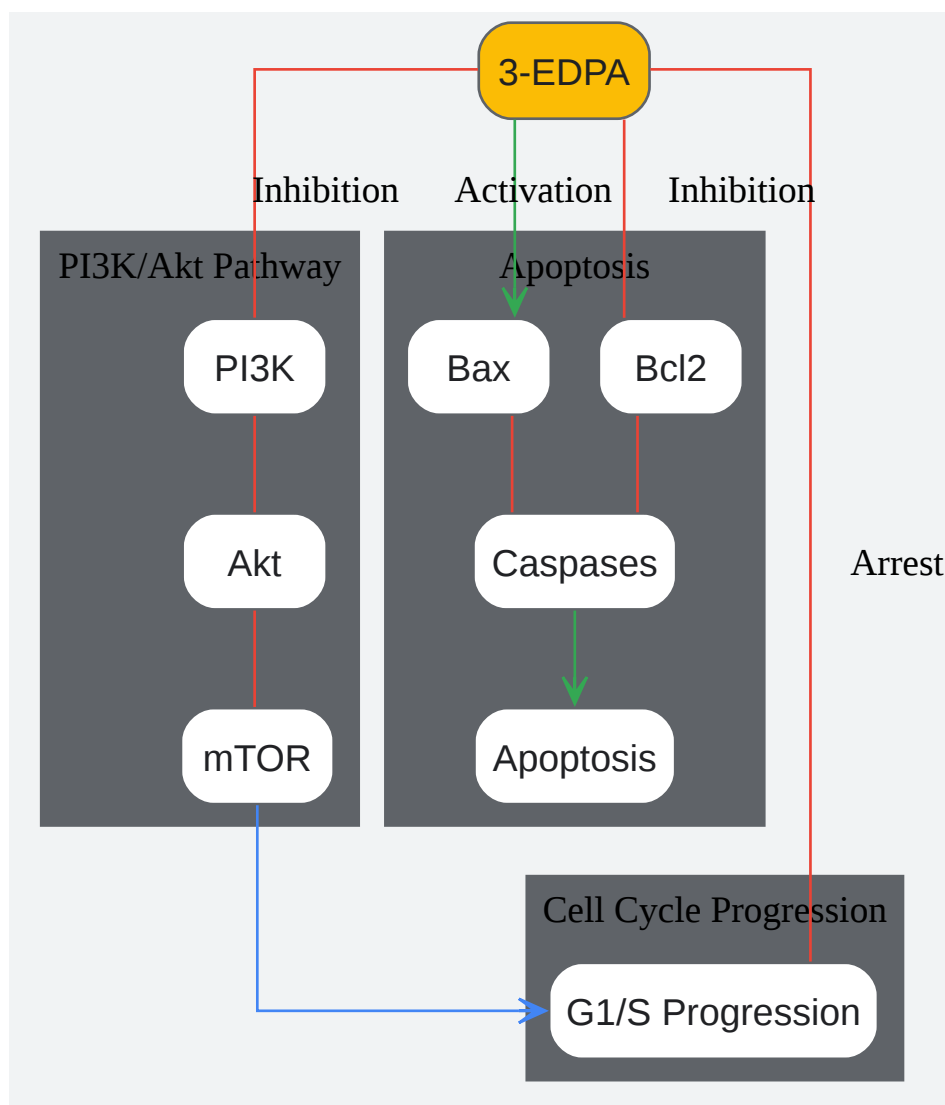 3-EDPA
Inhibition
Activation
Inhibition
PI3K/Akt Pathway
Apoptosis
PI3K
Bax
Bcl2
Akt
Caspases
Arrest
mTOR
Apoptosis
Cell Cycle Progression
G1/S Progression